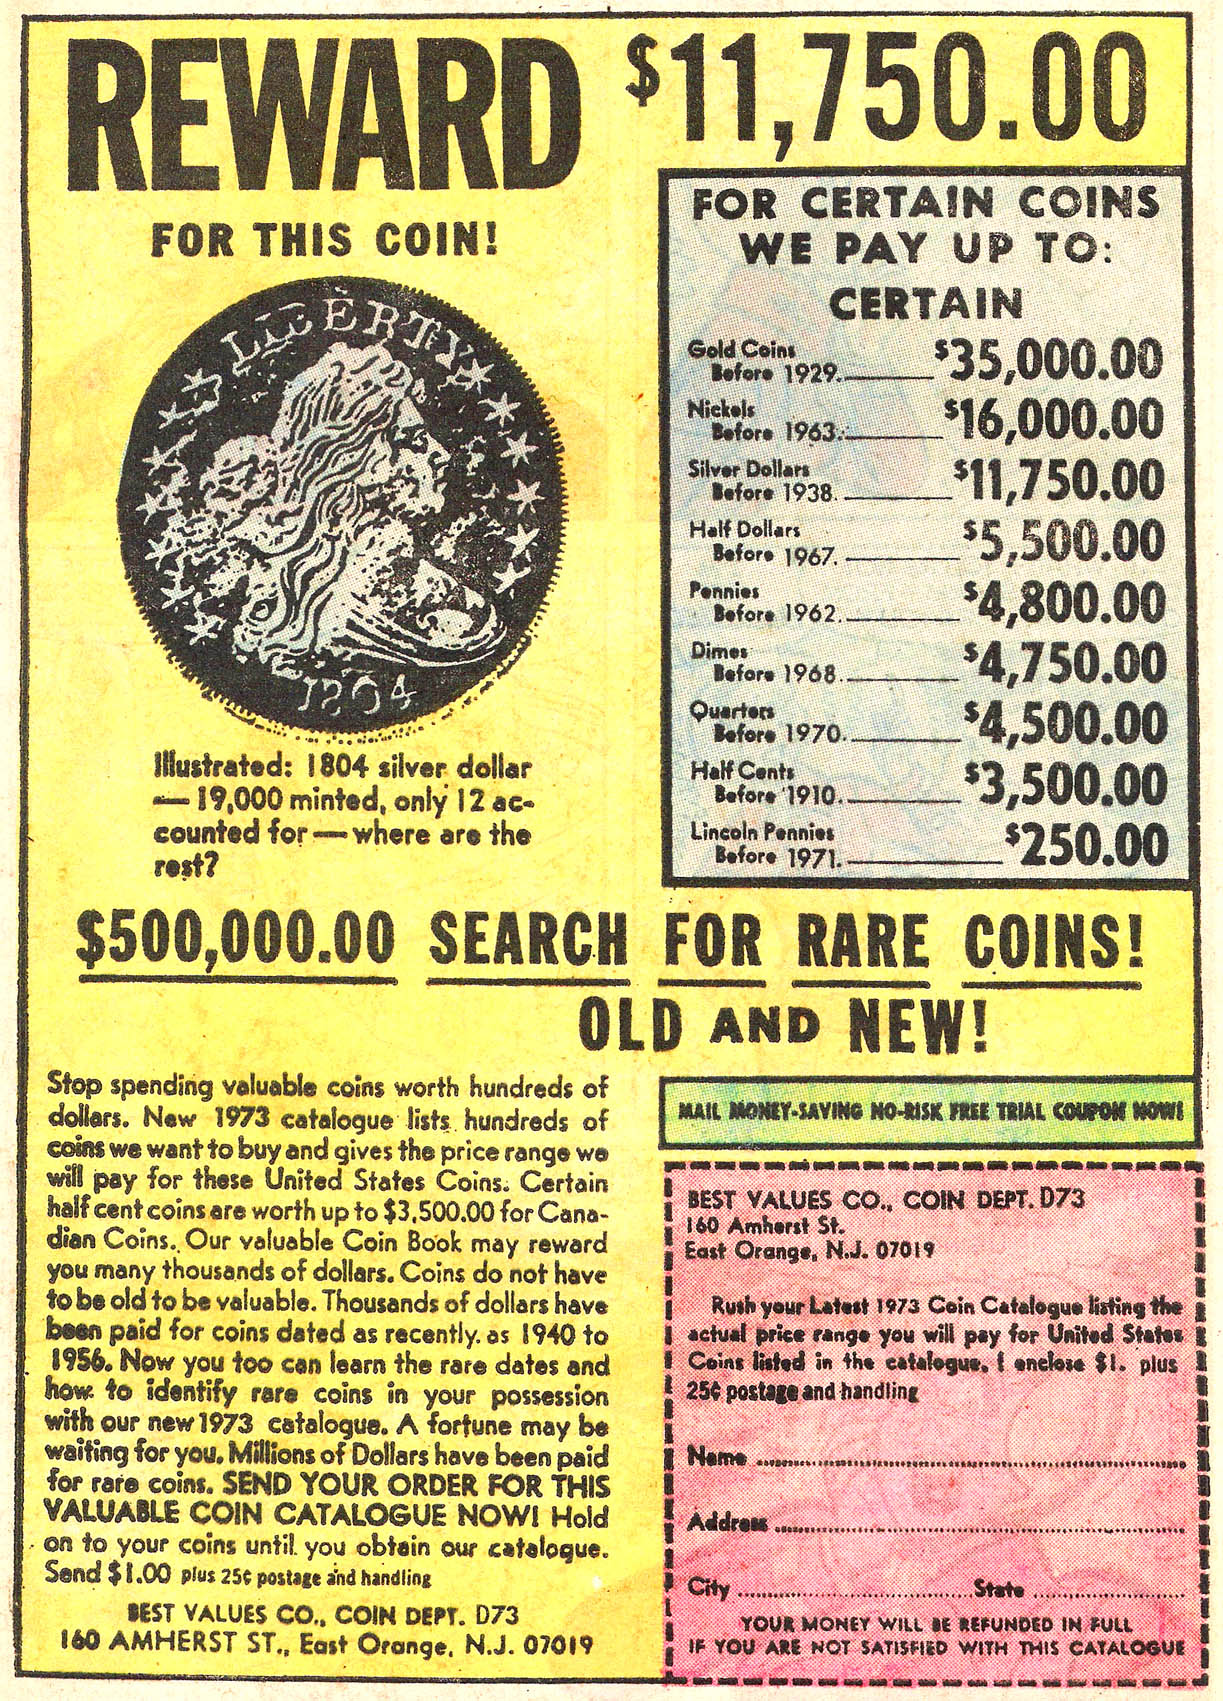 REWARD $11,750.00
FOR THIS COIN!
LIBERTY
1804
Illustrated: 1804 silver dollar
— 19,000 minted, only 12 ac-
counted for — where are the
rest?
FOR CERTAIN COINS
WE PAY UP TO:
CERTAIN
Gold Coins
Before 1929. $35,000.00
Nickels
Before 1963. $16,000.00
Silver Dollars
Before 1938. $11,750.00
Half Dollars
Before 1967. $5,500.00
Pennies
Before 1962. $4,800.00
Dimes
Before 1968. $4,750.00
Quarters
Before 1970. $4,500.00
Half Cents
Before 1910. $3,500.00
Lincoln Pennies
Before 1971. $250.00
$500,000.00 SEARCH FOR RARE COINS!
OLD AND NEW!
Stop spending valuable coins worth hundreds of
dollars. New 1973 catalogue lists hundreds of
coins we want to buy and gives the price range we
will pay for these United States Coins. Certain
half cent coins are worth up to $3,500.00 for Cana-
dian Coins. Our valuable Coin Book may reward
you many thousands of dollars. Coins do not have
to be old to be valuable. Thousands of dollars have
been paid for coins dated as recently as 1940 to
1956. Now you too can learn the rare dates and
how to identify rare coins in your possession
with our new 1973 catalogue. A fortune may be
waiting for you. Millions of Dollars have been paid
for rare coins. SEND YOUR ORDER FOR THIS
VALUABLE COIN CATALOGUE NOW! Hold
on to your coins until you obtain our catalogue.
Send $1.00 plus 25¢ postage and handling
BEST VALUES CO., COIN DEPT. D73
160 AMHERST ST., East Orange, N.J. 07019
MAIL MONEY-SAVING NO-RISK FREE TRIAL COUPON NOW!
BEST VALUES CO., COIN DEPT. D73
160 Amherst St.
East Orange, N.J. 07019
Rush your Latest 1973 Coin Catalogue listing the
actual price range you will pay for United States
Coins listed in the catalogue. I enclose $1. plus
25¢ postage and handling
Name
Address
City State
YOUR MONEY WILL BE REFUNDED IN FULL
IF YOU ARE NOT SATISFIED WITH THIS CATALOGUE